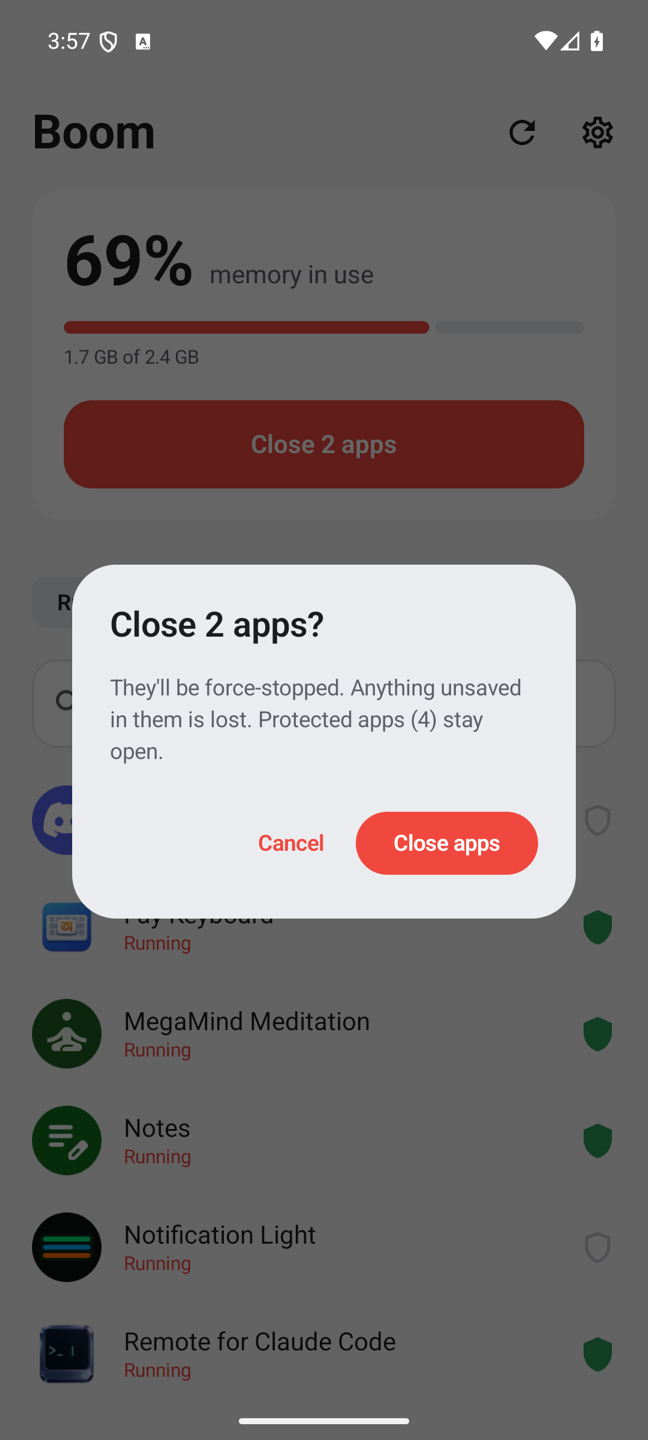 3:57
Boom
69% memory in use
1.7 GB of 2.4 GB
Close 2 apps
Close 2 apps?
They'll be force-stopped. Anything unsaved
in them is lost. Protected apps (4) stay
open.
Cancel
Close apps
Running
MegaMind Meditation
Running
Notes
Running
Notification Light
Running
Remote for Claude Code
Running